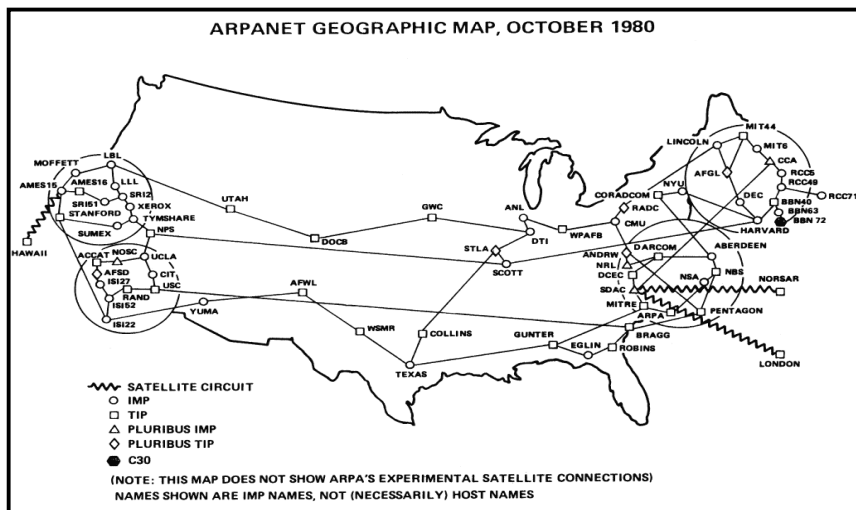 ARPANET GEOGRAPHIC MAP, OCTOBER 1980
MIT44
LINCOLN
MIT6
CCA
LBL
MOFFETT
RCC5
AMES15
AMES16
LLL
AFGL
RCC49
RCC71
SRI2
CORADCOM
NYU
DEC
SRI51
XEROX
UTAH
GWC
ANL
RADC
BBN40
STANFORD
BBN63
TYMSHARE
BBN 72
SUMEX
NPS
WPAFB
CMU
HARVARD
DTI
HAWAII
DOCB
STLA
ABERDEEN
ACCAT
NOSC
UCLA
ANDRW
DARCOM
SCOTT
NRL
AFSD
CIT
DCEC
NSA
NBS
ISI27
NORSAR
RAND
USC
AFWL
SDAC
ISI52
MITRE
YUMA
ARPA
PENTAGON
ISI22
WSMR
COLLINS
GUNTER
BRAGG
EGLIN
ROBINS
TEXAS
LONDON
SATELLITE CIRCUIT
IMP
TIP
PLURIBUS IMP
PLURIBUS TIP
C30
(NOTE: THIS MAP DOES NOT SHOW ARPA'S EXPERIMENTAL SATELLITE CONNECTIONS)
NAMES SHOWN ARE IMP NAMES, NOT (NECESSARILY) HOST NAMES